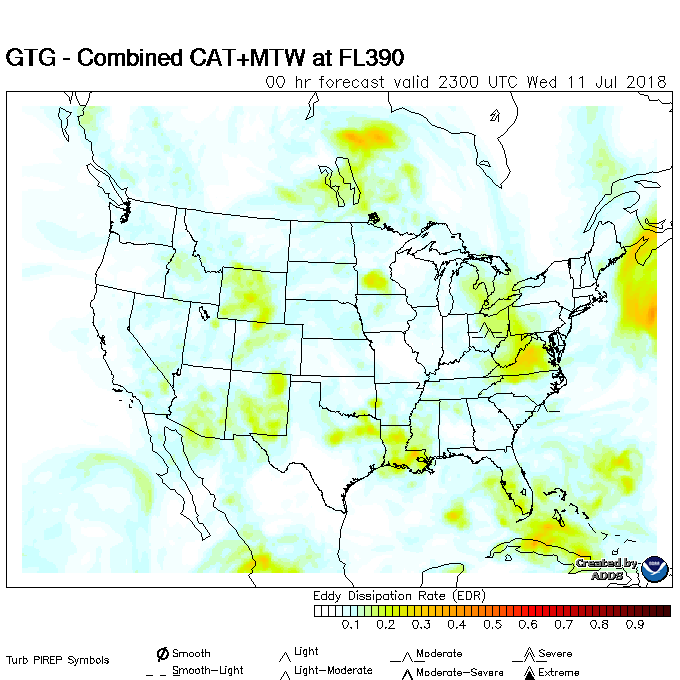 GTG - Combined CAT+MTW at FL390
00 hr forecast valid 2300 UTC Wed 11 Jul 2018
Created by
ADDS
Eddy Dissipation Rate (EDR)
0.1 0.2 0.3 0.4 0.5 0.6 0.7 0.8 0.9
Turb PIREP Symbols
Smooth Light Moderate Severe
Smooth-Light Light-Moderate Moderate-Severe Extreme